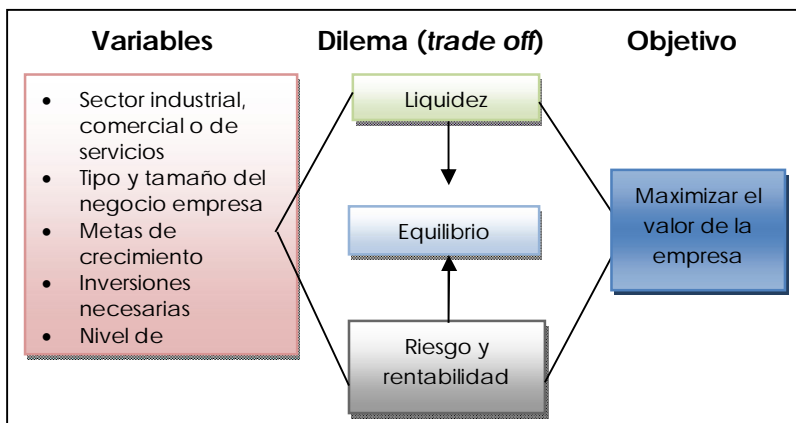 Variables
Dilema (trade off)
Objetivo
• Sector industrial,
comercial o de
servicios
• Tipo y tamaño del
negocio empresa
• Metas de
crecimiento
• Inversiones
necesarias
• Nivel de
Liquidez
Equilibrio
Riesgo y
rentabilidad
Maximizar el
valor de la
empresa